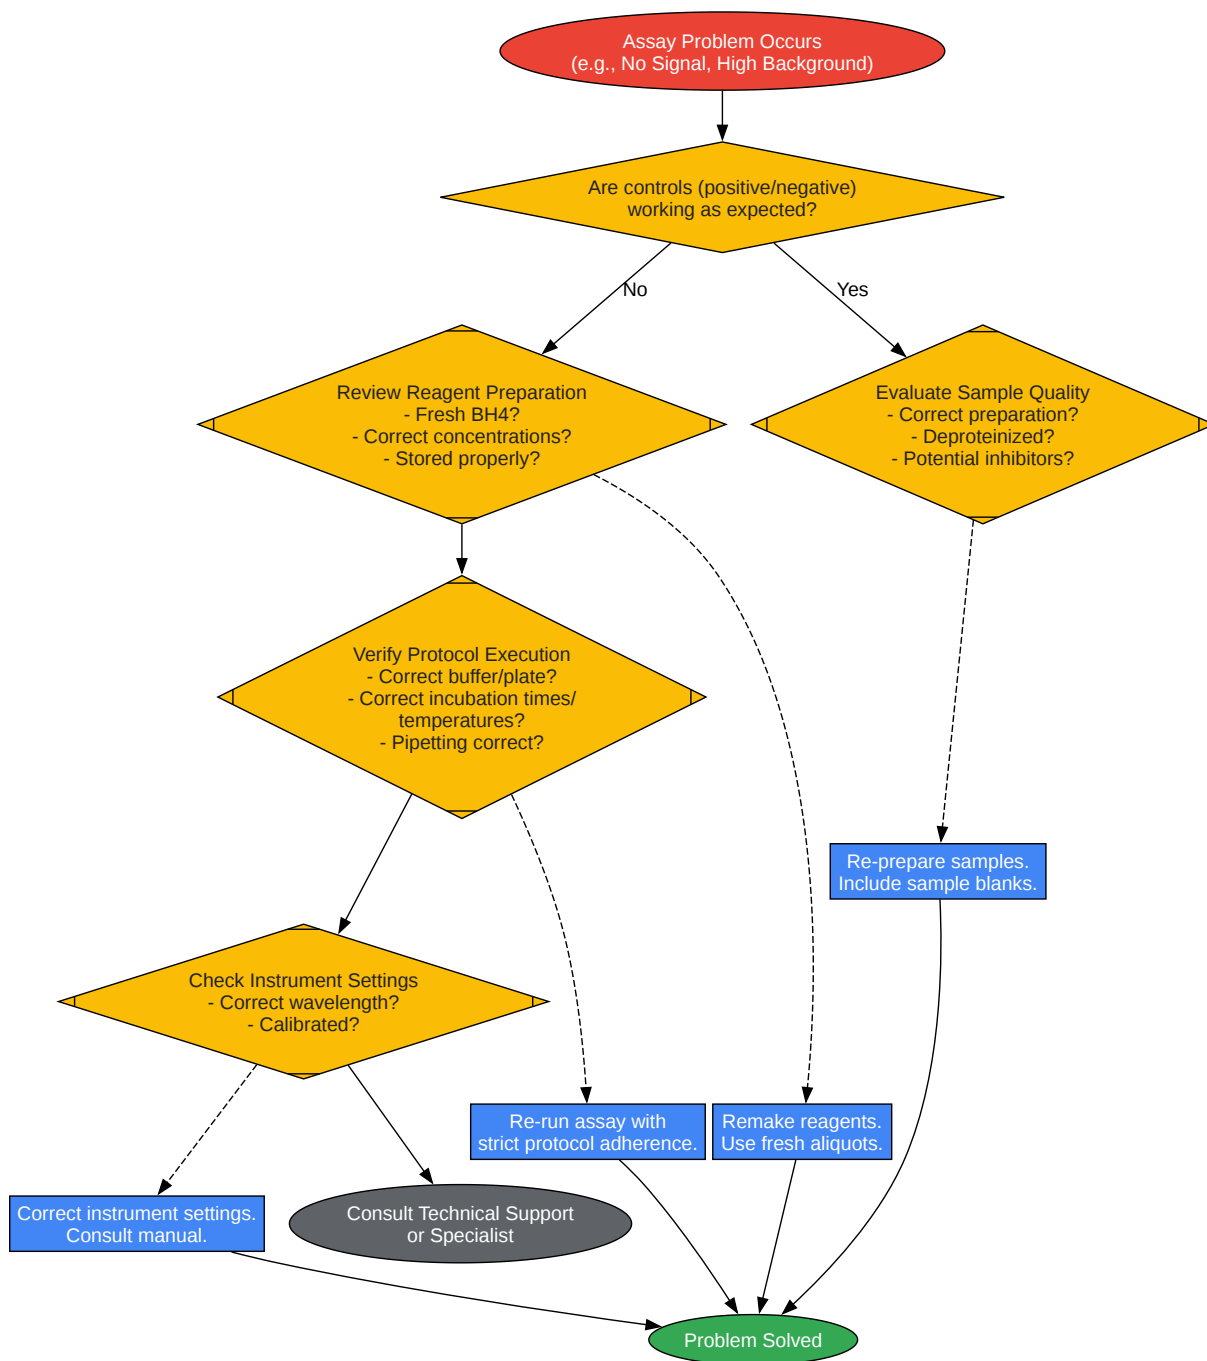 Assay Problem Occurs
(e.g., No Signal, High Background)
Are controls (positive/negative)
working as expected?
No
Yes
Review Reagent Preparation
- Fresh BH4?
- Correct concentrations?
- Stored properly?
Evaluate Sample Quality
- Correct preparation?
- Deproteinized?
- Potential inhibitors?
Verify Protocol Execution
- Correct buffer/plate?
- Correct incubation times/
temperatures?
- Pipetting correct?
Re-prepare samples.
Include sample blanks.
Check Instrument Settings
- Correct wavelength?
- Calibrated?
Re-run assay with
strict protocol adherence.
Remake reagents.
Use fresh aliquots.
Correct instrument settings.
Consult manual.
Consult Technical Support
or Specialist
Problem Solved